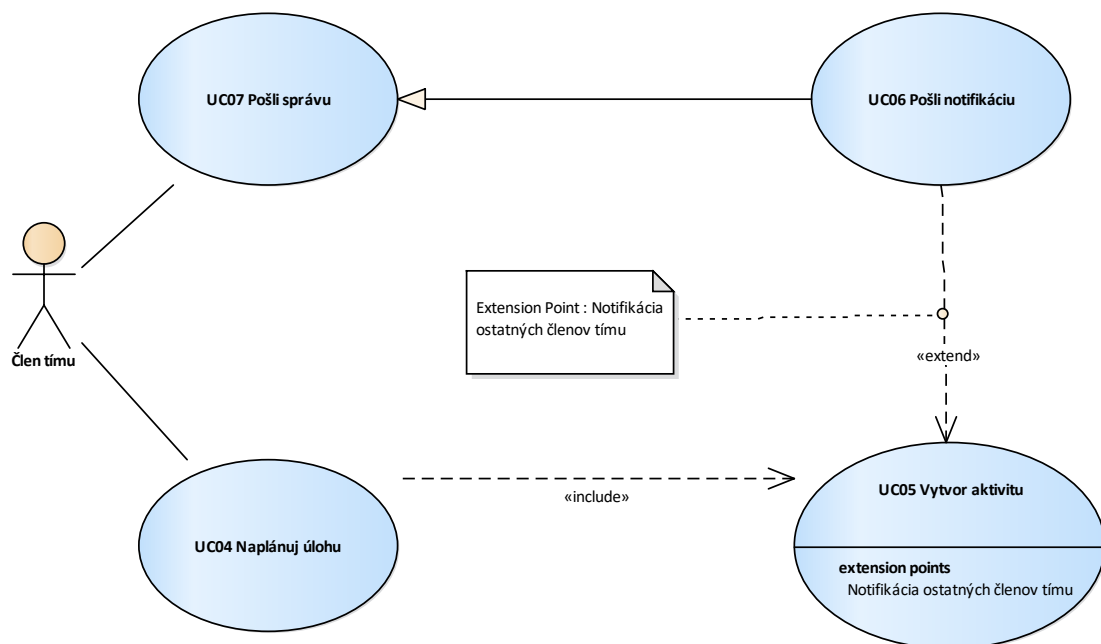 UC07 Pošli správu
UC06 Pošli notifikáciu
Extension Point : Notifikácia
ostatných členov tímu
«extend»
Člen tímu
UC05 Vytvor aktivitu
«include»
UC04 Naplánuj úlohu
extension points
Notifikácia ostatných členov tímu